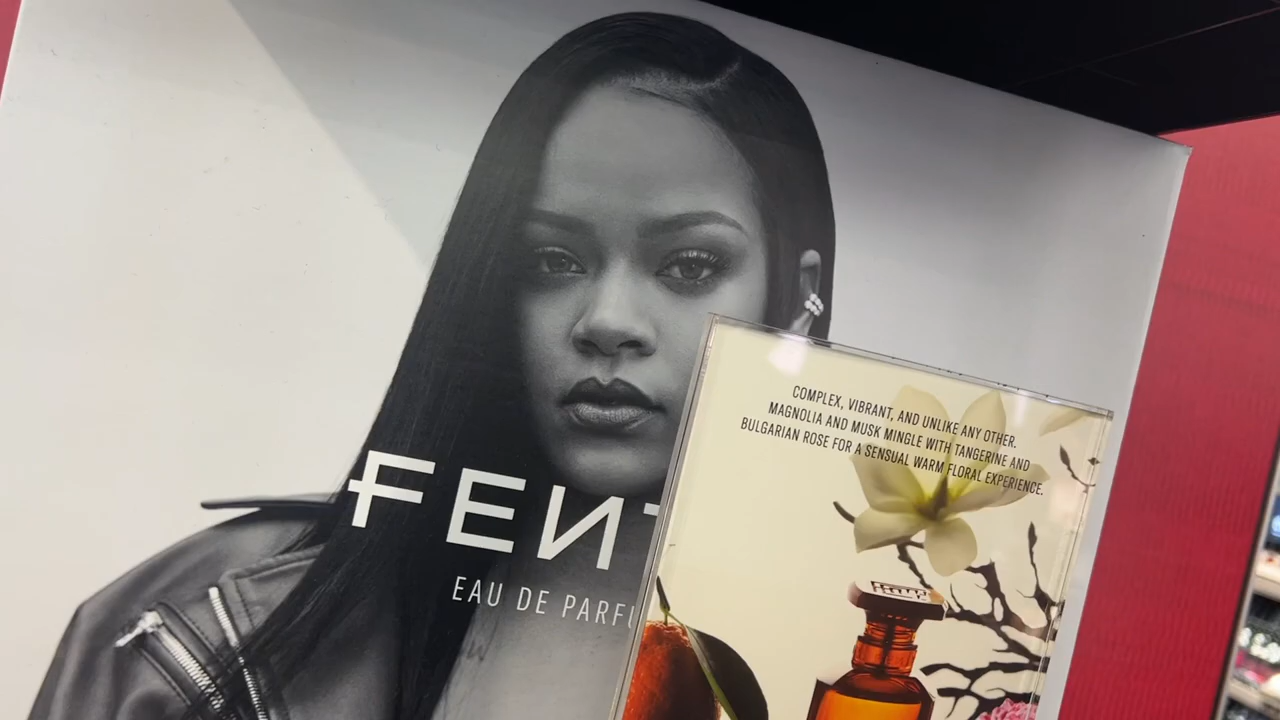 COMPLEX, VIBRANT, AND UNLIKE ANY OTHER.
MAGNOLIA AND MUSK MINGLE WITH TANGERINE AND
BULGARIAN ROSE FOR A SENSUAL WARM FLORAL EXPERIENCE.
FENT
EAU DE PARFU